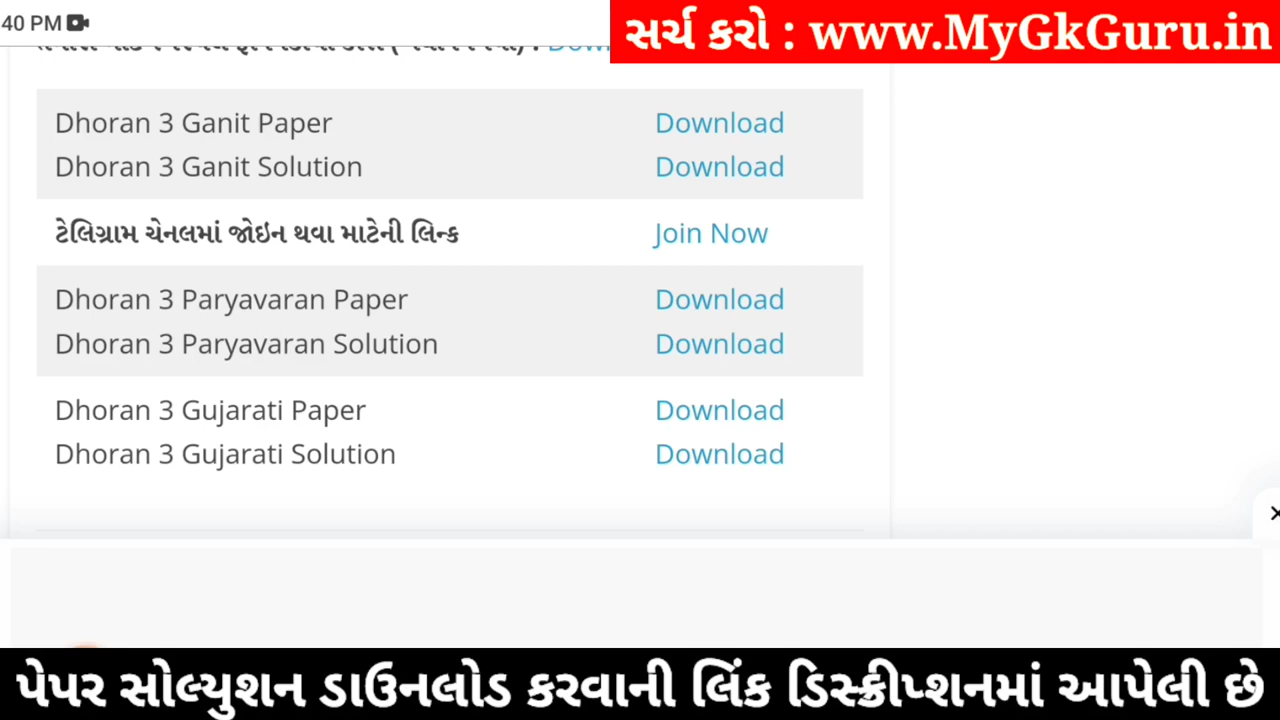 40 PM
સર્ચ કરો : www.MyGkGuru.in
Dhoran 3 Ganit Paper Download
Dhoran 3 Ganit Solution Download
ટેલિગ્રામ ચેનલમાં જોઇન થવા માટેની લિન્ક Join Now
Dhoran 3 Paryavaran Paper Download
Dhoran 3 Paryavaran Solution Download
Dhoran 3 Gujarati Paper Download
Dhoran 3 Gujarati Solution Download
પેપર સોલ્યુશન ડાઉનલોડ કરવાની લિંક ડિસ્ક્રીપ્શનમાં આપેલી છે